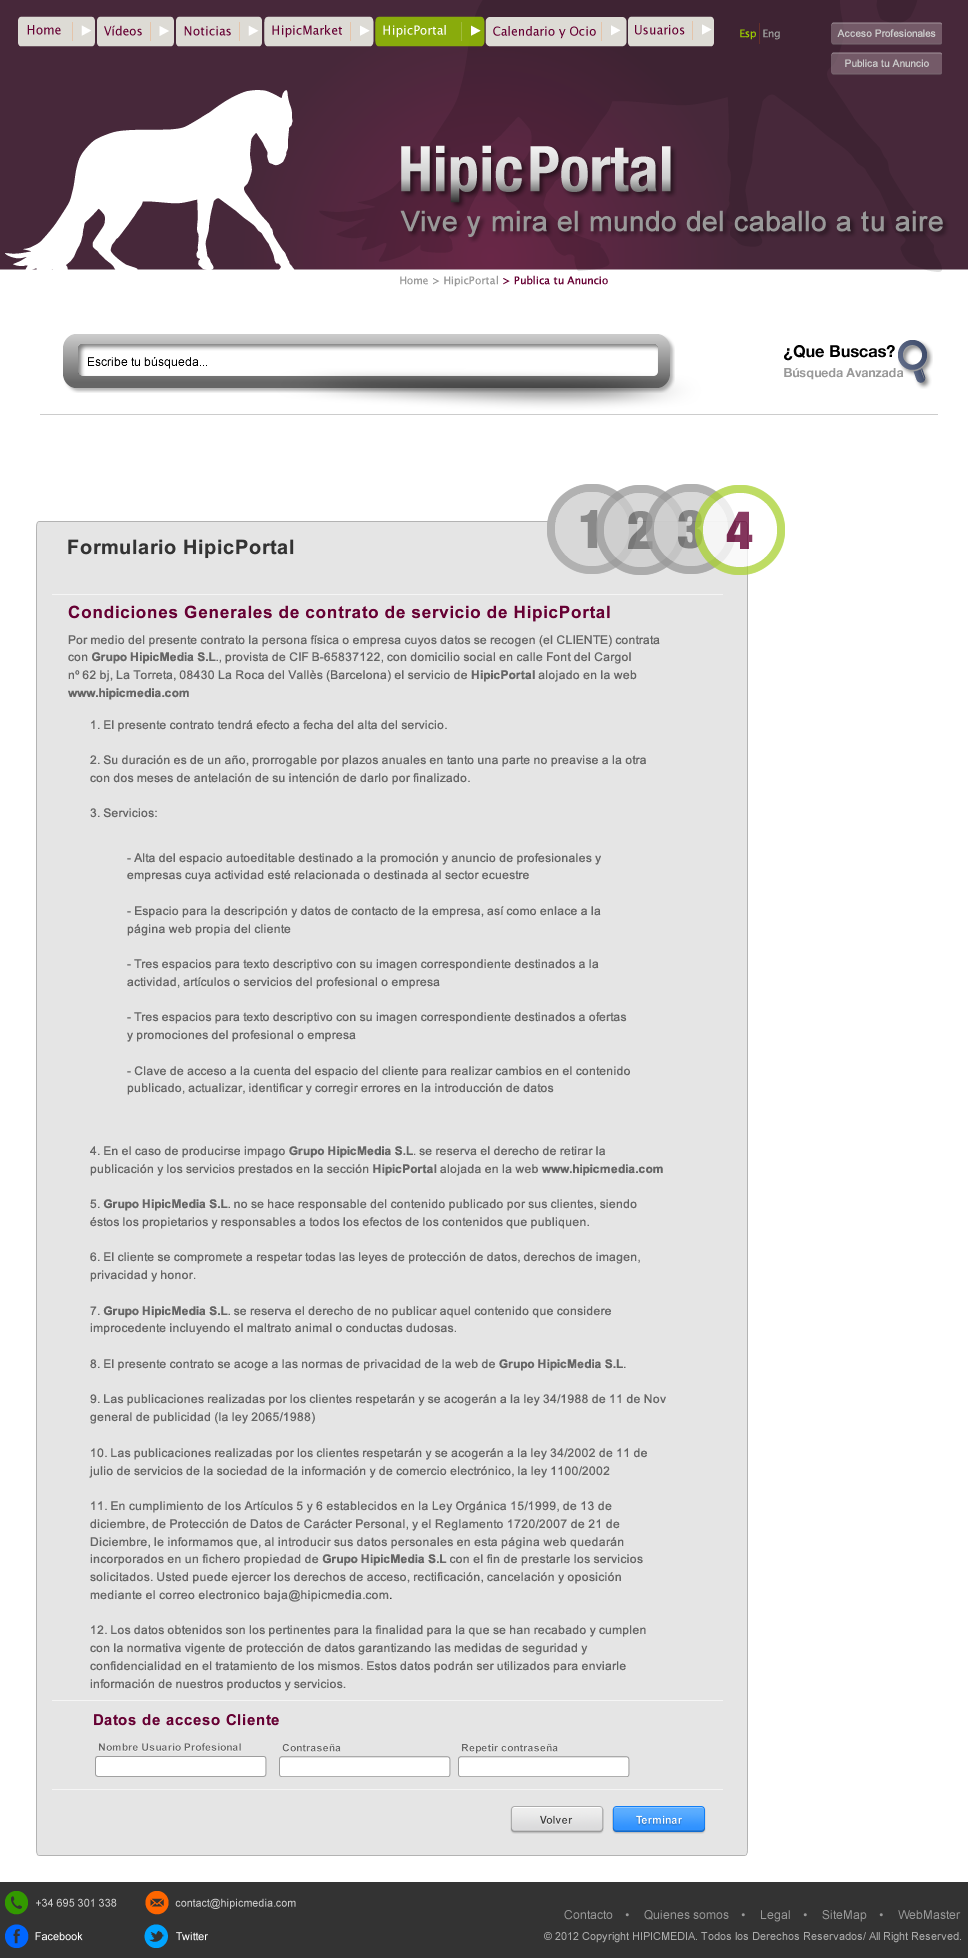 Home Vídeos Noticias HipicMarket HipicPortal Calendario y Ocio Usuarios Esp Eng Acceso Profesionales
Publica tu Anuncio
HipicPortal
Vive y mira el mundo del caballo a tu aire
Home > HipicPortal > Publica tu Anuncio
Escribe tu búsqueda...
¿Que Buscas?
Búsqueda Avanzada
1 2 3 4
Formulario HipicPortal
Condiciones Generales de contrato de servicio de HipicPortal
Por medio del presente contrato la persona física o empresa cuyos datos se recogen (el CLIENTE) contrata
con Grupo HipicMedia S.L., provista de CIF B-65837122, con domicilio social en calle Font del Cargol
nº 62 bj, La Torreta, 08430 La Roca del Vallès (Barcelona) el servicio de HipicPortal alojado en la web
www.hipicmedia.com
1. El presente contrato tendrá efecto a fecha del alta del servicio.
2. Su duración es de un año, prorrogable por plazos anuales en tanto una parte no preavise a la otra
con dos meses de antelación de su intención de darlo por finalizado.
3. Servicios:
- Alta del espacio autoeditable destinado a la promoción y anuncio de profesionales y
empresas cuya actividad esté relacionada o destinada al sector ecuestre
- Espacio para la descripción y datos de contacto de la empresa, así como enlace a la
página web propia del cliente
- Tres espacios para texto descriptivo con su imagen correspondiente destinados a la
actividad, artículos o servicios del profesional o empresa
- Tres espacios para texto descriptivo con su imagen correspondiente destinados a ofertas
y promociones del profesional o empresa
- Clave de acceso a la cuenta del espacio del cliente para realizar cambios en el contenido
publicado, actualizar, identificar y corregir errores en la introducción de datos
4. En el caso de producirse impago Grupo HipicMedia S.L. se reserva el derecho de retirar la
publicación y los servicios prestados en la sección HipicPortal alojada en la web www.hipicmedia.com
5. Grupo HipicMedia S.L. no se hace responsable del contenido publicado por sus clientes, siendo
éstos los propietarios y responsables a todos los efectos de los contenidos que publiquen.
6. El cliente se compromete a respetar todas las leyes de protección de datos, derechos de imagen,
privacidad y honor.
7. Grupo HipicMedia S.L. se reserva el derecho de no publicar aquel contenido que considere
improcedente incluyendo el maltrato animal o conductas dudosas.
8. El presente contrato se acoge a las normas de privacidad de la web de Grupo HipicMedia S.L.
9. Las publicaciones realizadas por los clientes respetarán y se acogerán a la ley 34/1988 de 11 de Nov
general de publicidad (la ley 2065/1988)
10. Las publicaciones realizadas por los clientes respetarán y se acogerán a la ley 34/2002 de 11 de
julio de servicios de la sociedad de la información y de comercio electrónico, la ley 1100/2002
11. En cumplimiento de los Artículos 5 y 6 establecidos en la Ley Orgánica 15/1999, de 13 de
diciembre, de Protección de Datos de Carácter Personal, y el Reglamento 1720/2007 de 21 de
Diciembre, le informamos que, al introducir sus datos personales en esta página web quedarán
incorporados en un fichero propiedad de Grupo HipicMedia S.L con el fin de prestarle los servicios
solicitados. Usted puede ejercer los derechos de acceso, rectificación, cancelación y oposición
mediante el correo electronico baja@hipicmedia.com.
12. Los datos obtenidos son los pertinentes para la finalidad para la que se han recabado y cumplen
con la normativa vigente de protección de datos garantizando las medidas de seguridad y
confidencialidad en el tratamiento de los mismos. Estos datos podrán ser utilizados para enviarle
información de nuestros productos y servicios.
Datos de acceso Cliente
Nombre Usuario Profesional Contraseña Repetir contraseña
Volver Terminar
+34 695 301 338 contact@hipicmedia.com
Contacto • Quienes somos • Legal • SiteMap • WebMaster
Facebook Twitter
© 2012 Copyright HIPICMEDIA. Todos los Derechos Reservados/ All Right Reserved.